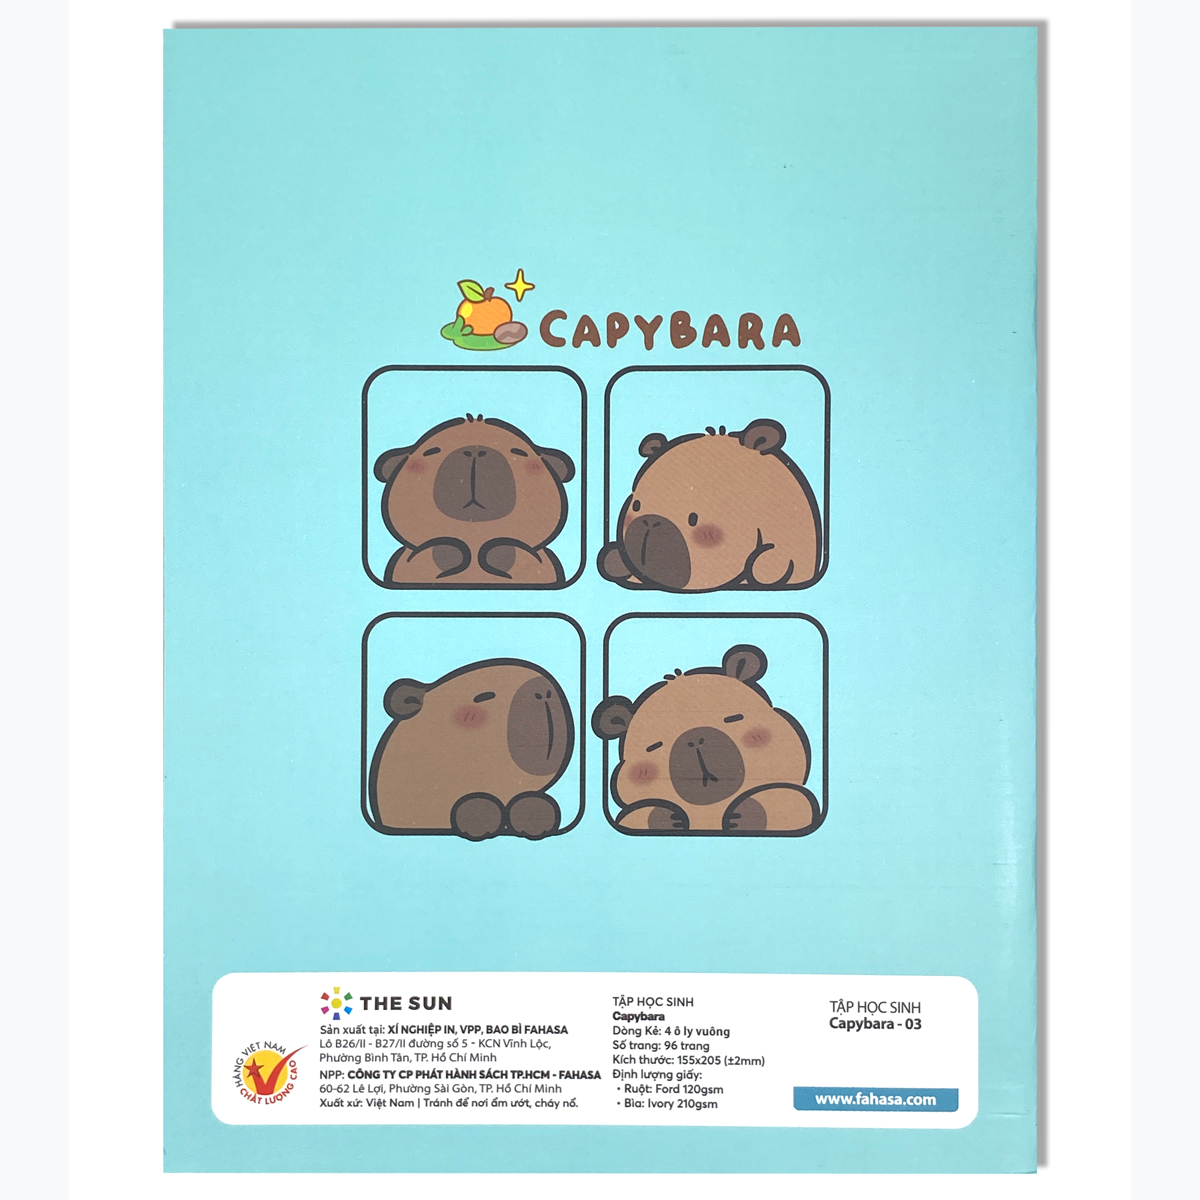 CAPYBARA
HÀNG VIỆT NAM
CHẤT LƯỢNG CAO
THE SUN
Sản xuất tại: XÍ NGHIỆP IN, VPP, BAO BÌ FAHASA
Lô B26/II - B27/II đường số 5 - KCN Vĩnh Lộc,
Phường Bình Tân, TP. Hồ Chí Minh
NPP: CÔNG TY CP PHÁT HÀNH SÁCH TP.HCM - FAHASA
60-62 Lê Lợi, Phường Sài Gòn, TP. Hồ Chí Minh
Xuất xứ: Việt Nam | Tránh để nơi ẩm ướt, cháy nổ.
TẬP HỌC SINH
Capybara
Dòng Kẻ: 4 ô ly vuông
Số trang: 96 trang
Kích thước: 155x205 (±2mm)
Định lượng giấy:
• Ruột: Ford 120gsm
• Bìa: Ivory 210gsm
TẬP HỌC SINH
Capybara - 03
www.fahasa.com